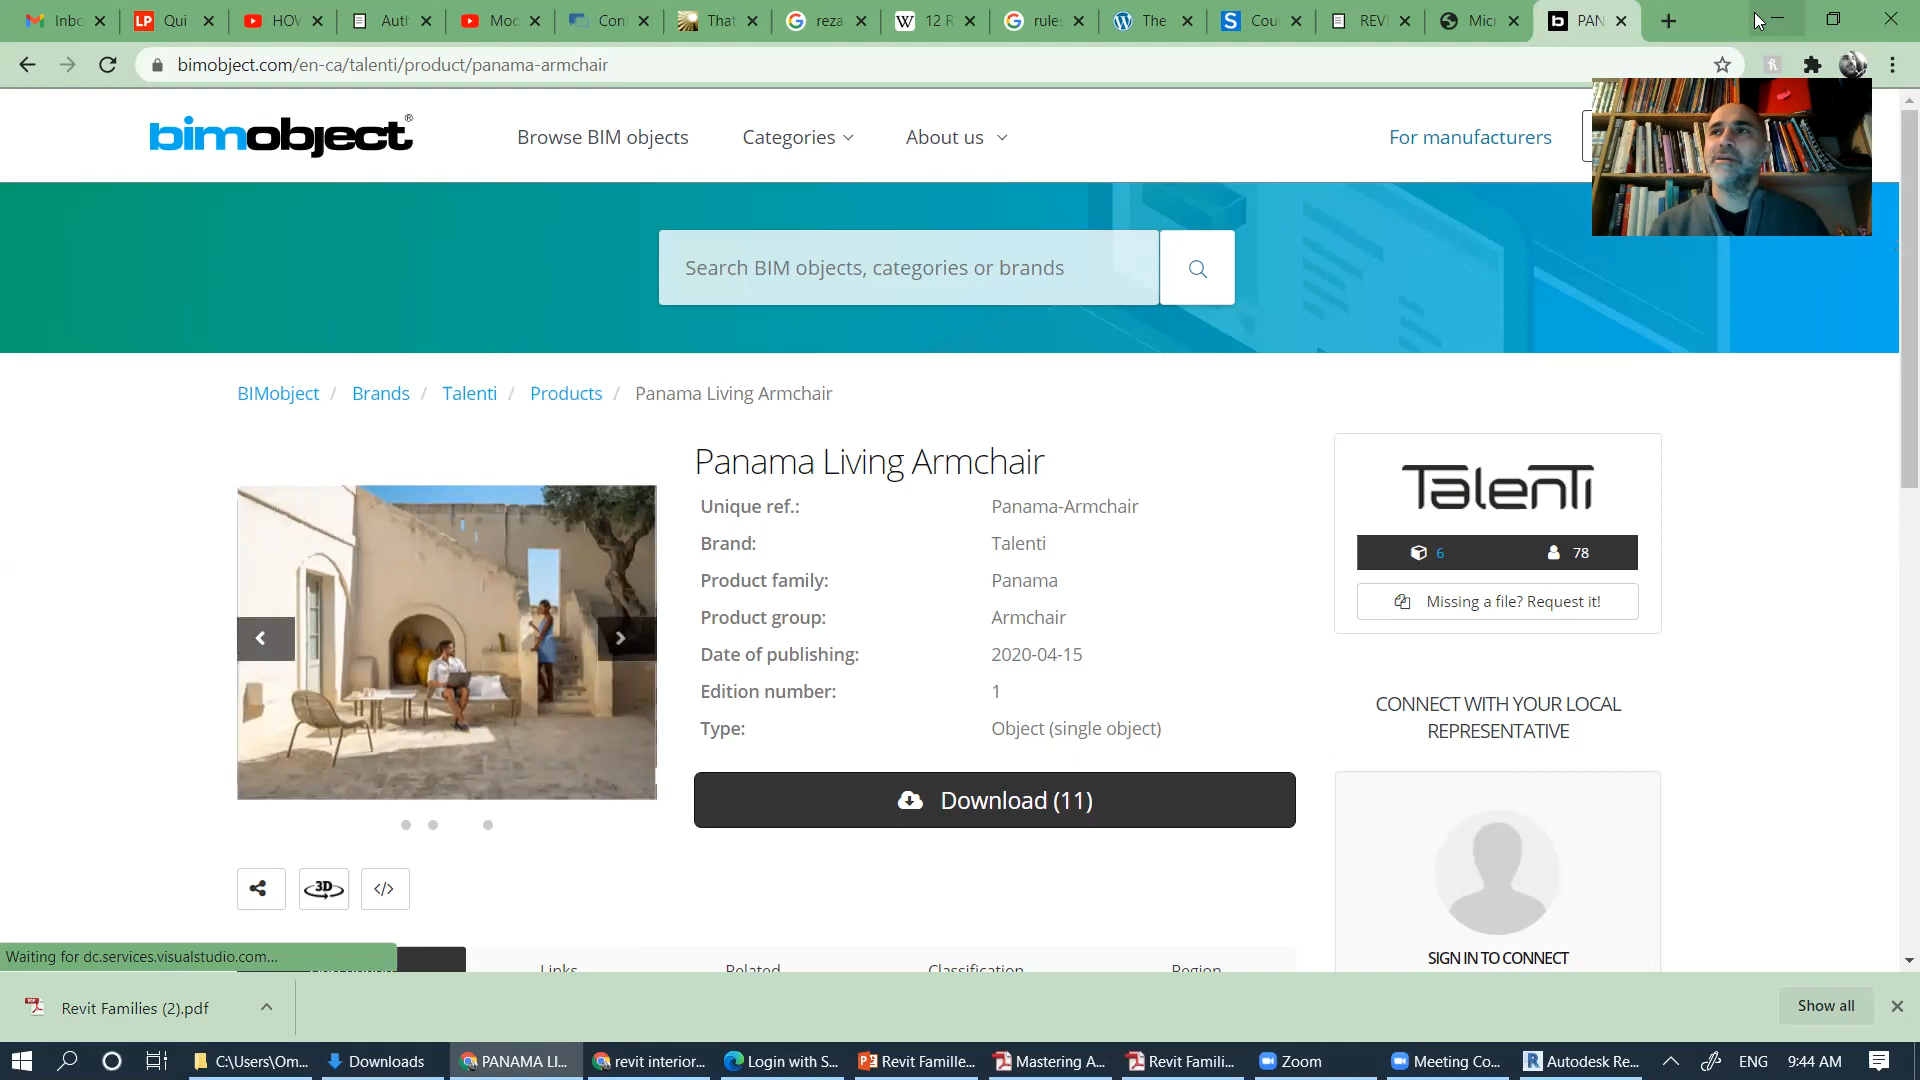 Inbo
LP Qui
HOV
Auth
Moc
Con
That
reza
W 12 R
rules
The
S Cou
REVI
Micr
b PAN
bimobject.com/en-ca/talenti/product/panama-armchair
bimobject®
Browse BIM objects
Categories
About us
For manufacturers
Search BIM objects, categories or brands
BIMobject / Brands / Talenti / Products / Panama Living Armchair
Panama Living Armchair
Unique ref.: Panama-Armchair
Brand: Talenti
Product family: Panama
Product group: Armchair
Date of publishing: 2020-04-15
Edition number: 1
Type: Object (single object)
Download (11)
TalenTi
6 78
Missing a file? Request it!
CONNECT WITH YOUR LOCAL
REPRESENTATIVE
SIGN IN TO CONNECT
3D
</>
Waiting for dc.services.visualstudio.com...
Links
Related
Classification
Region
Revit Families (2).pdf
Show all
C:\Users\Om...
Downloads
PANAMA LI...
revit interior...
Login with S...
Revit Famille...
Mastering A...
Revit Famili...
Zoom
Meeting Co...
Autodesk Re...
ENG
9:44 AM